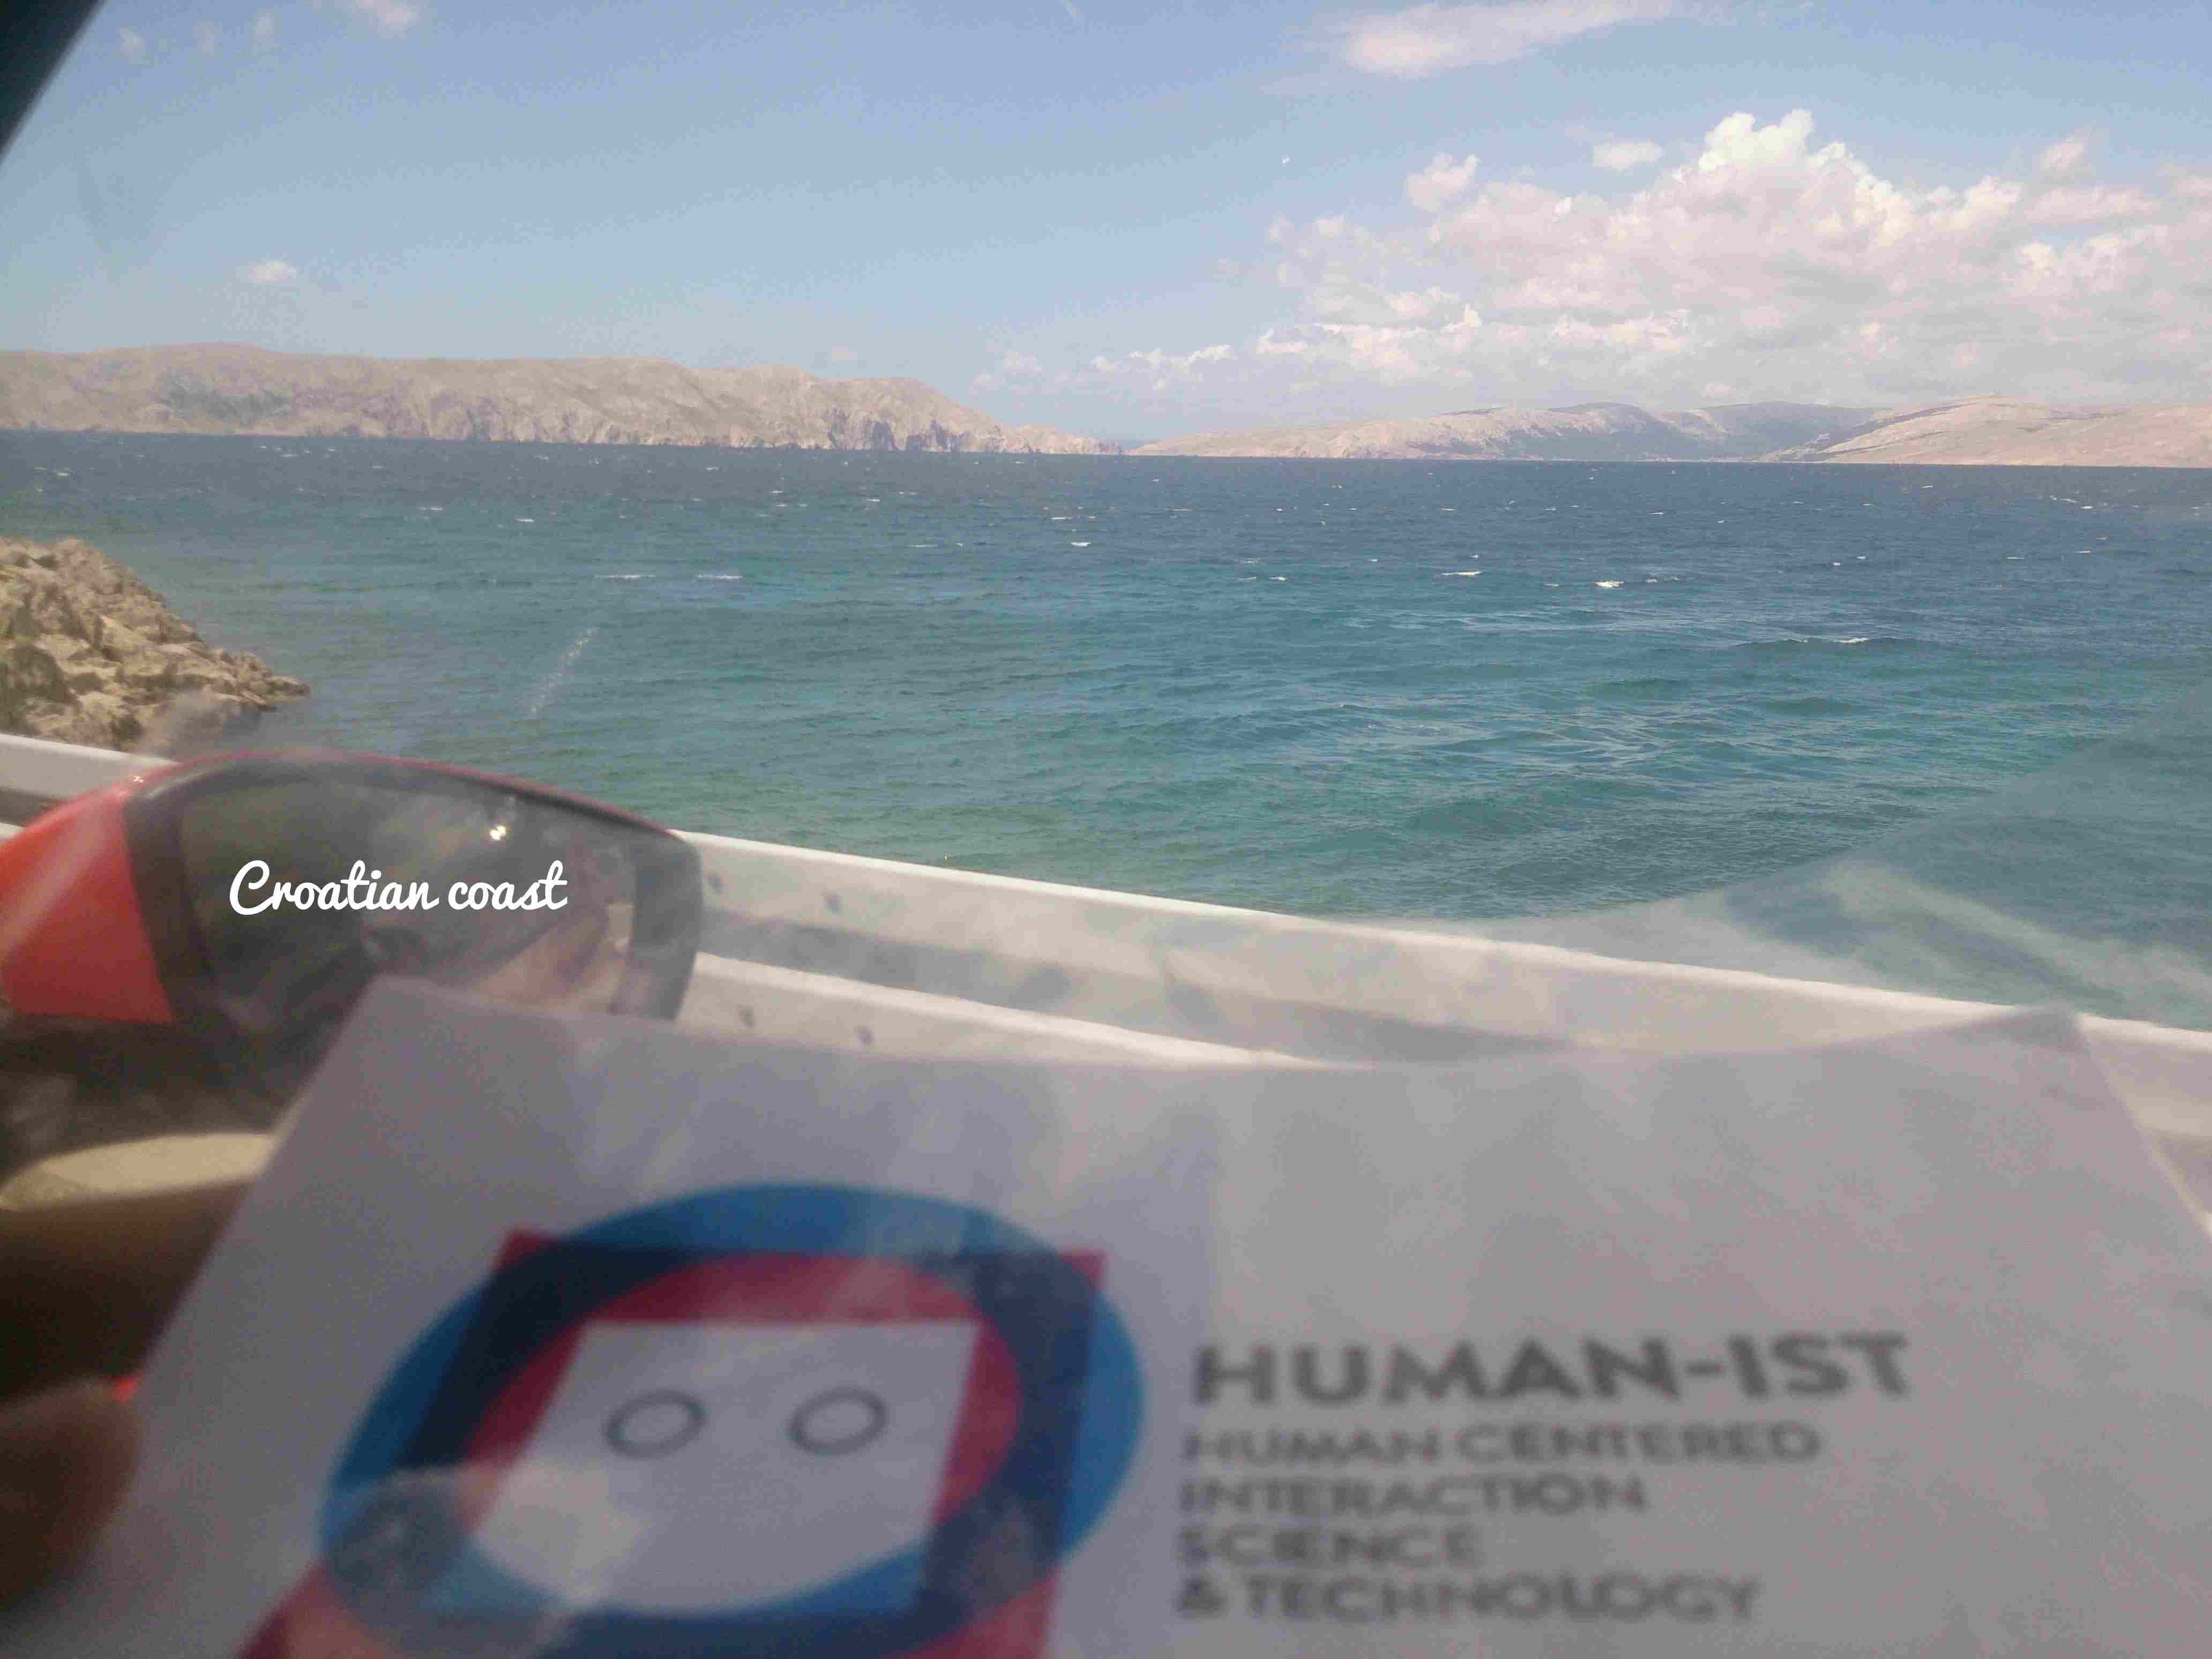 Croatian coast
HUMAN-IST
HUMAN CENTERED
INTERACTION
SCIENCE
& TECHNOLOGY